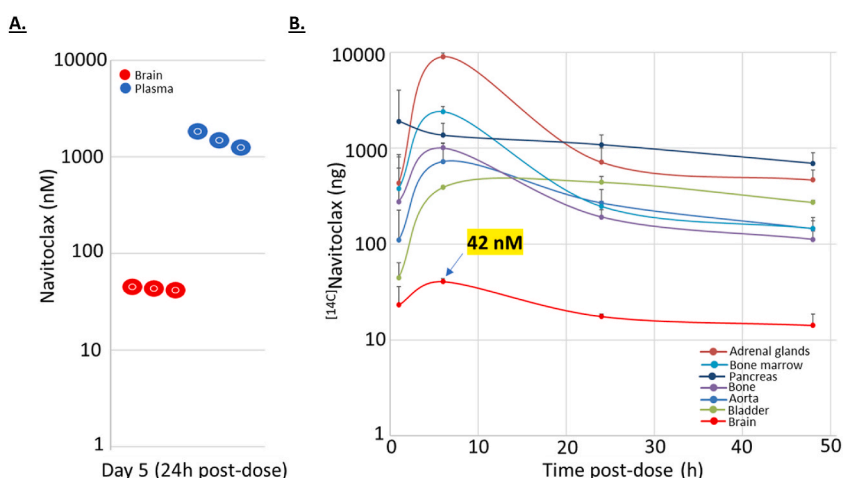 A.
Navitoclax (nM)
10000
1000
100
10
1
Brain
Plasma
Day 5 (24h post-dose)
B.
[14C]Navitoclax (ng)
10000
1000
100
10
1
42 nM
Adrenal glands
Bone marrow
Pancreas
Bone
Aorta
Bladder
Brain
0 10 20 30 40 50
Time post-dose (h)